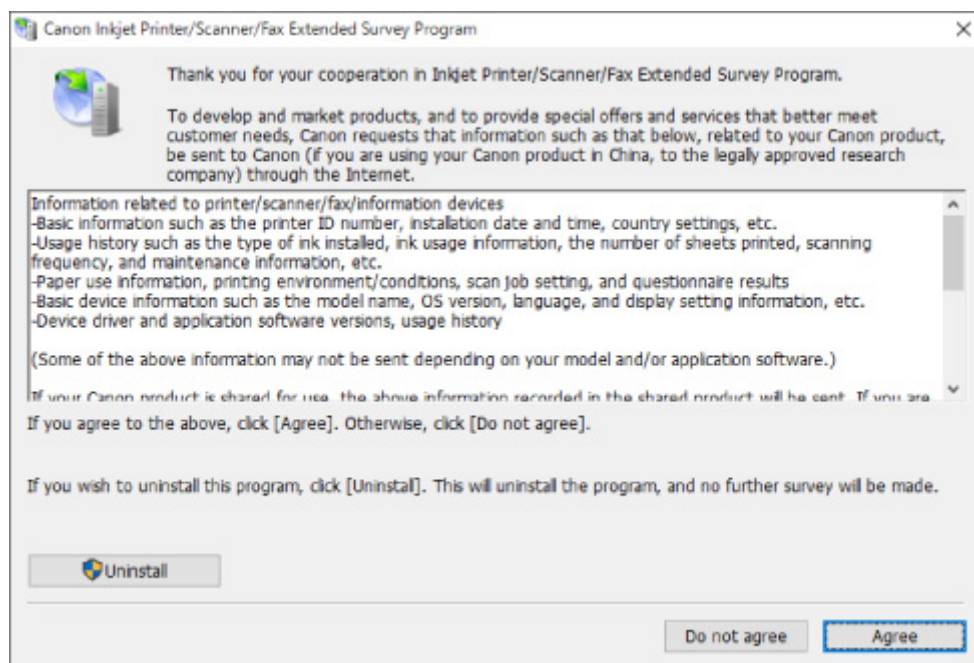 Canon Inkjet Printer/Scanner/Fax Extended Survey Program
Thank you for your cooperation in Inkjet Printer/Scanner/Fax Extended Survey Program.
To develop and market products, and to provide special offers and services that better meet
customer needs, Canon requests that information such as that below, related to your Canon product,
be sent to Canon (if you are using your Canon product in China, to the legally approved research
company) through the Internet.
Information related to printer/scanner/fax/information devices
-Basic information such as the printer ID number, installation date and time, country settings, etc.
-Usage history such as the type of ink installed, ink usage information, the number of sheets printed, scanning
frequency, and maintenance information, etc.
-Paper use information, printing environment/conditions, scan job setting, and questionnaire results
-Basic device information such as the model name, OS version, language, and display setting information, etc.
-Device driver and application software versions, usage history
(Some of the above information may not be sent depending on your model and/or application software.)
If your Canon product is shared for use, the above information recorded in the shared product will be sent. If you are
If you agree to the above, click [Agree]. Otherwise, click [Do not agree].
If you wish to uninstall this program, click [Uninstall]. This will uninstall the program, and no further survey will be made.
Uninstall
Do not agree
Agree